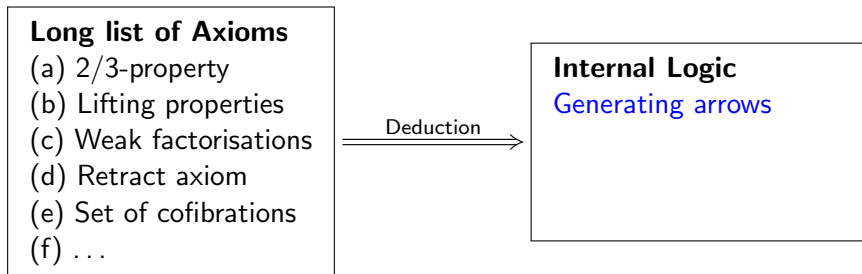 Long list of Axioms
(a) 2/3-property
(b) Lifting properties
(c) Weak factorisations
(d) Retract axiom
(e) Set of cofibrations
(f) ...
Deduction
Internal Logic
Generating arrows